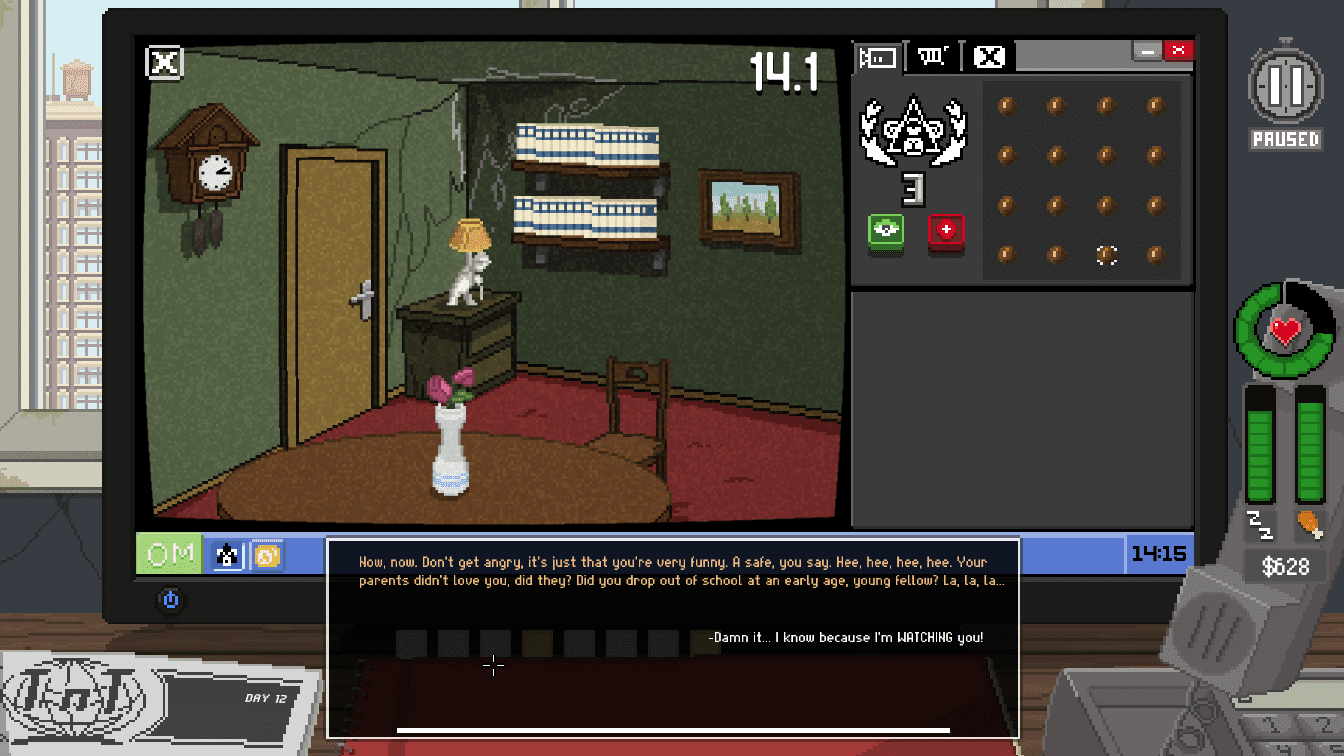 14.1
3
PAUSED
$628
OM
14:15
Now, now. Don't get angry, it's just that you're very funny. A safe, you say. Hee, hee, hee, hee. Your
parents didn't love you, did they? Did you drop out of school at an early age, young fellow? La, la, la...
-Damn it... I know because I'm WATCHING you!
TnT
DAY 12
1 2